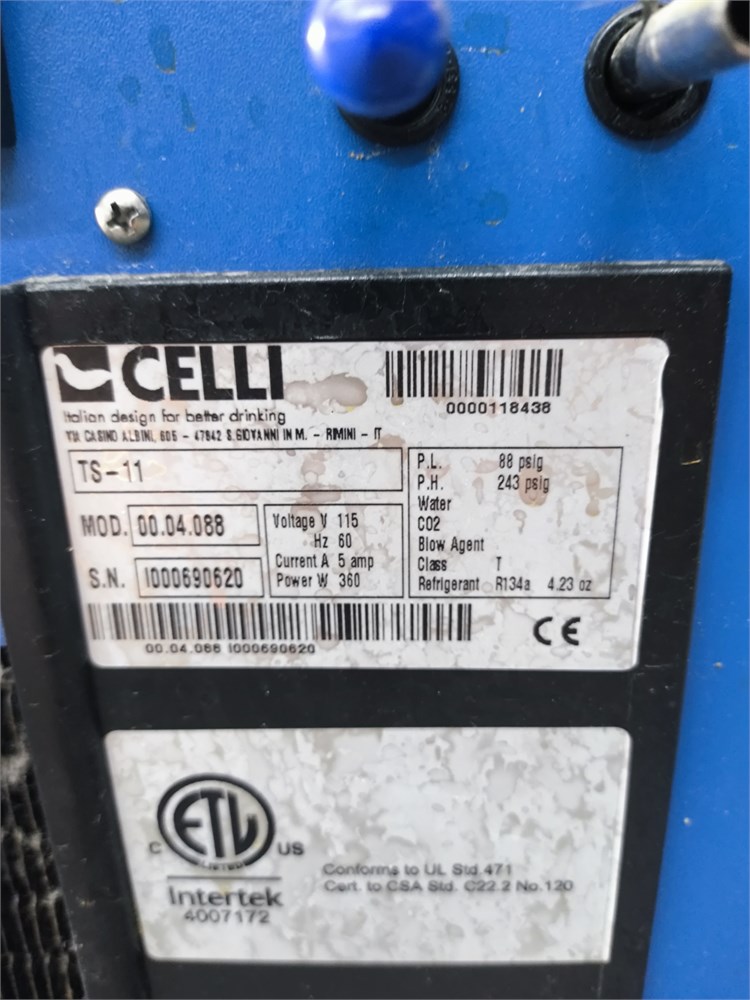 CELLI
Italian design for better drinking
VIA CASINO ALBINI, 605 - 47842 S.GIOVANNI IN M. - RIMINI - IT
0000118438
TS-11
MOD. 00.04.088
S.N. I000690620
Voltage V 115
Hz 60
Current A 5 amp
Power W 360
P.L. 88 psig
P.H. 243 psig
Water
CO2
Blow Agent
Class T
Refrigerant R134a 4.23 oz
00.04.088 I000690620
CE
ETL
LISTED
C US
Intertek
4007172
Conforms to UL Std.471
Cert. to CSA Std. C22.2 No.120